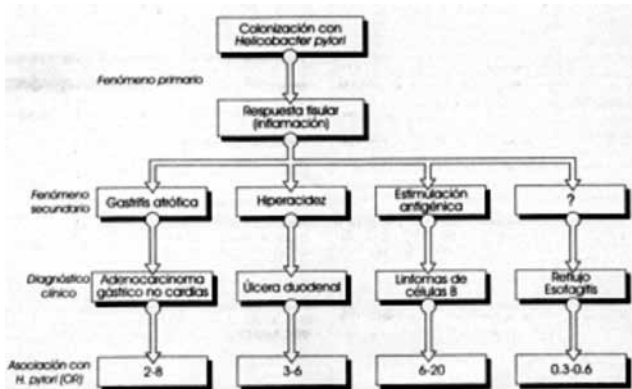 Colonización con
Helicobacter pylori
Fenómeno primario
Respuesta tisular
(inflamación)
Fenómeno
secundario
Gastritis atrófica
Hiperacidez
Estimulación
antigénica
?
Diagnóstico
clínico
Adenocarcinoma
gástrico no cardias
Úlcera duodenal
Linfomas de
células B
Reflujo
Esofagitis
Asociación con
H. pylori (OR)
2-8
3-6
6-20
0.3-0.6